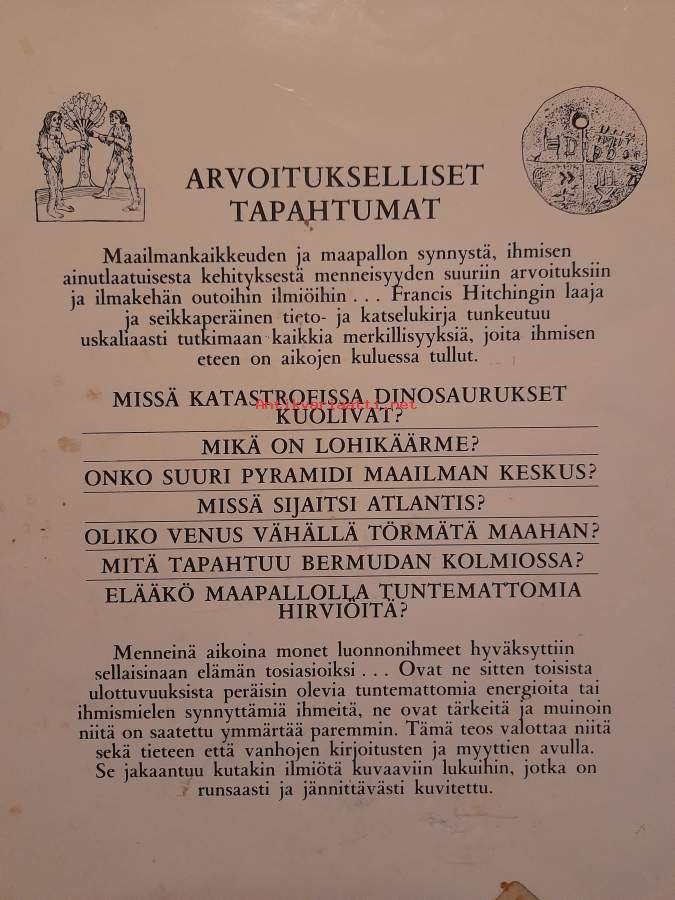 ARVOITUKSELLISET
TAPAHTUMAT
Maailmankaikkeuden ja maapallon synnystä, ihmisen
ainutlaatuisesta kehityksestä menneisyyden suuriin arvoituksiin
ja ilmakehän outoihin ilmiöihin . . . Francis Hitchingin laaja
ja seikkaperäinen tieto- ja katselukirja tunkeutuu
uskaliaasti tutkimaan kaikkia merkillisyyksiä, joita ihmisen
eteen on aikojen kuluessa tullut.
MISSÄ KATASTROFISSA DINOSAURUKSET
Antikvariaatti.net
KUOLIVAT?
MIKÄ ON LOHIKÄÄRME?
ONKO SUURI PYRAMIDI MAAILMAN KESKUS?
MISSÄ SIJAITSI ATLANTIS?
OLIKO VENUS VÄHÄLLÄ TÖRMÄTÄ MAAHAN?
MITÄ TAPAHTUU BERMUDAN KOLMIOSSA?
ELÄÄKÖ MAAPALLOLLA TUNTEMATTOMIA
HIRVIÖITÄ?
Menneinä aikoina monet luonnonihmeet hyväksyttiin
sellaisinaan elämän tosiasioiksi . . . Ovat ne sitten toisista
ulottuvuuksista peräisin olevia tuntemattomia energioita tai
ihmismielen synnyttämiä ihmeitä, ne ovat tärkeitä ja muinoin
niitä on saatettu ymmärtää paremmin. Tämä teos valottaa niitä
sekä tieteen että vanhojen kirjoitusten ja myyttien avulla.
Se jakaantuu kutakin ilmiötä kuvaaviin lukuihin, jotka on
runsaasti ja jännittävästi kuvitettu.